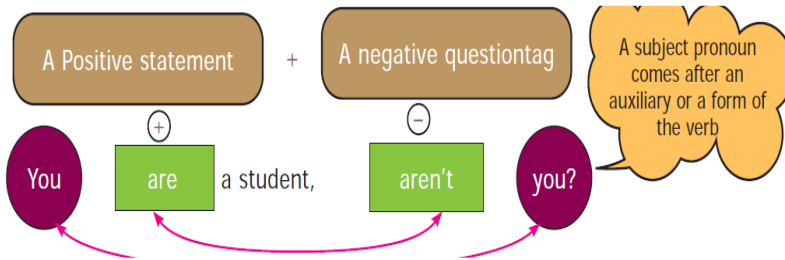 A Positive statement + A negative questiontag
A subject pronoun
comes after an
auxiliary or a form of
the verb
+ −
You are a student, aren't you?